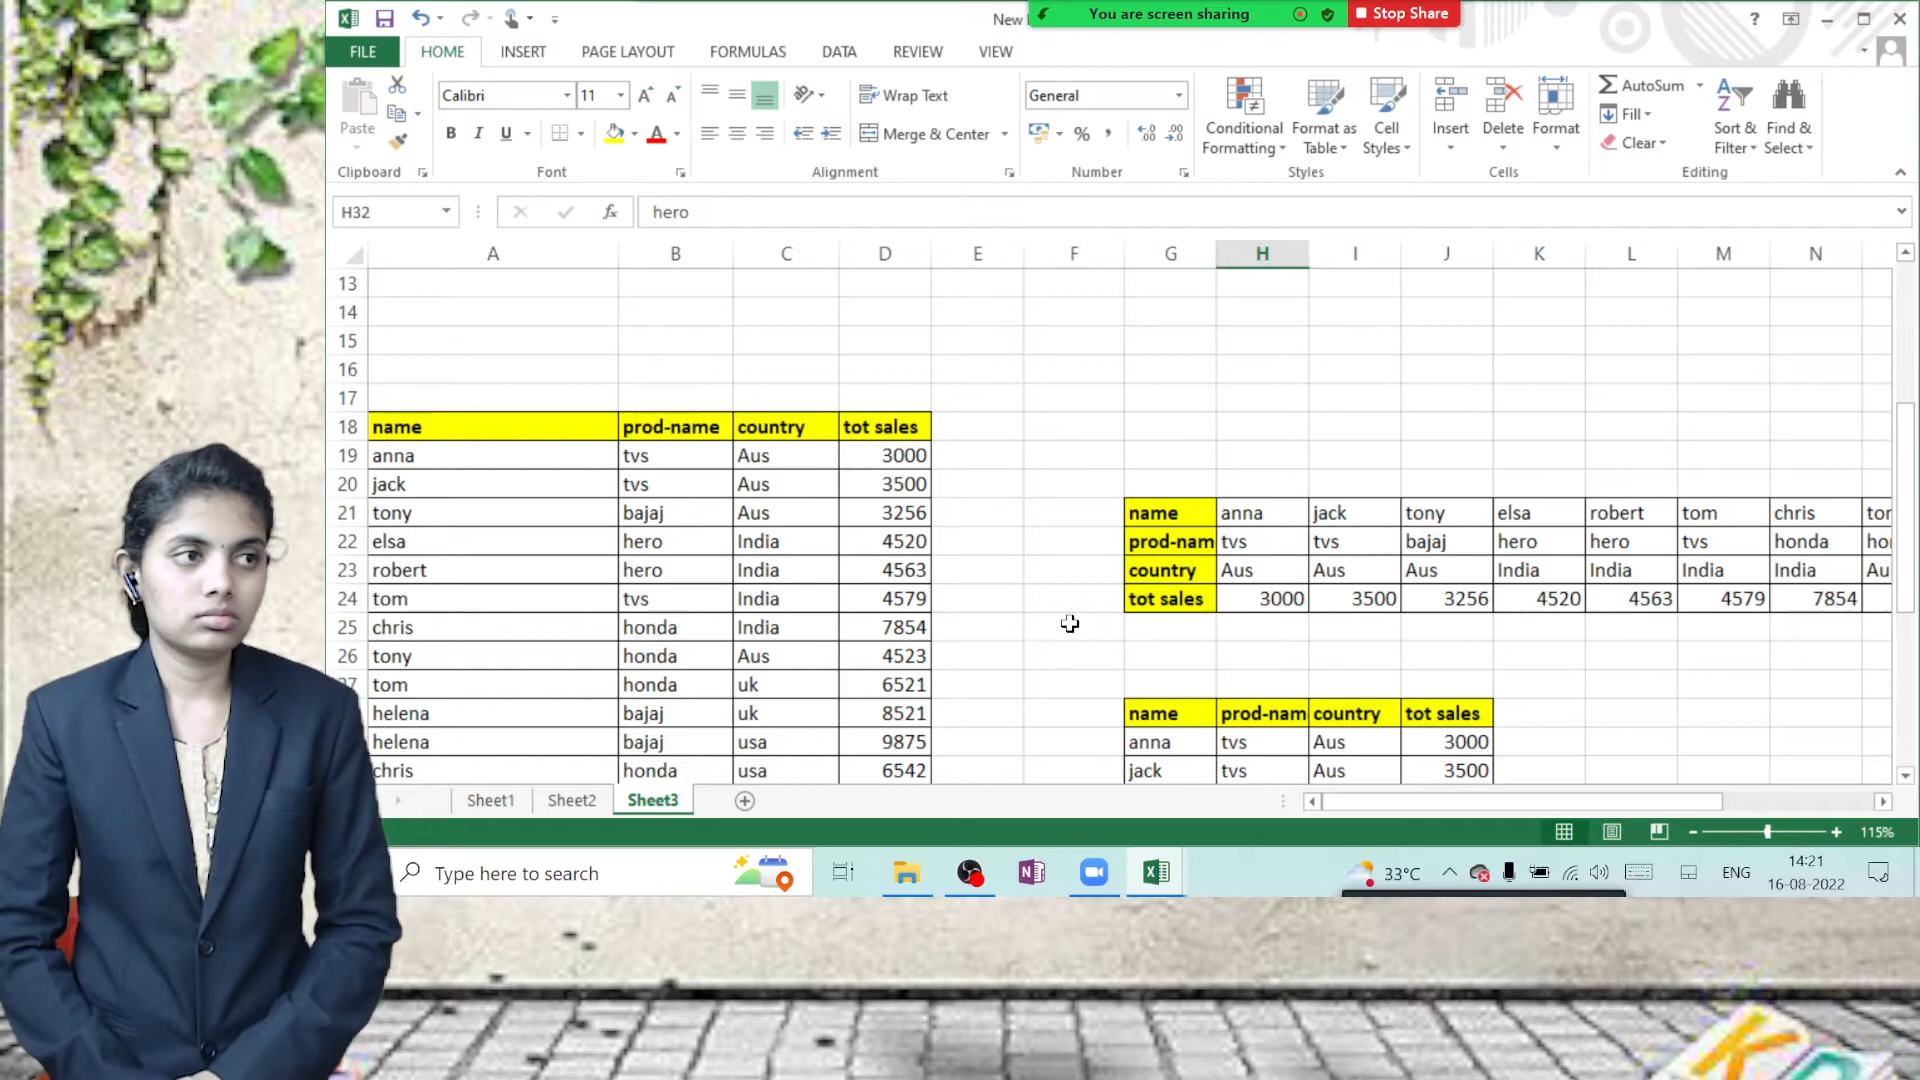 New
You are screen sharing
Stop Share
FILE HOME INSERT PAGE LAYOUT FORMULAS DATA REVIEW VIEW
Paste
Calibri 11
B I U
Wrap Text
Merge & Center
General
Conditional Formatting
Format as Table
Cell Styles
Insert
Delete
Format
AutoSum
Fill
Clear
Sort & Filter
Find & Select
Clipboard Font Alignment Number Styles Cells Editing
H32 fx hero
A B C D E F G H I J K L M N
13
14
15
16
17
18 name prod-name country tot sales
19 anna tvs Aus 3000
20 jack tvs Aus 3500
21 tony bajaj Aus 3256 name anna jack tony elsa robert tom chris
22 elsa hero India 4520 prod-nam tvs tvs bajaj hero hero tvs honda
23 robert hero India 4563 country Aus Aus Aus India India India India Au
24 tom tvs India 4579 tot sales 3000 3500 3256 4520 4563 4579 7854
25 chris honda India 7854
26 tony honda Aus 4523
27 tom honda uk 6521
helena bajaj uk 8521 name prod-nam country tot sales
helena bajaj usa 9875 anna tvs Aus 3000
chris honda usa 6542 jack tvs Aus 3500
Sheet1 Sheet2 Sheet3
115%
Type here to search
33°C ENG 14:21
16-08-2022